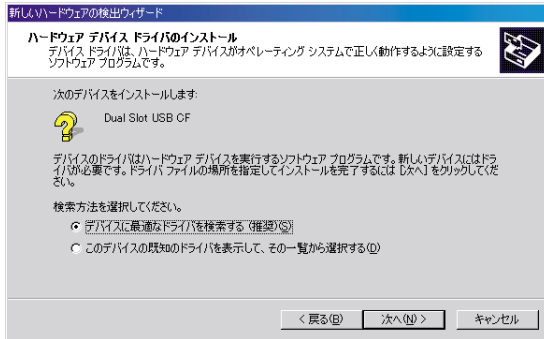 新しいハードウェアの検出ウィザード
ハードウェア デバイス ドライバのインストール
デバイス ドライバは、ハードウェア デバイスがオペレーティング システムで正しく動作するように設定する
ソフトウェア プログラムです。
次のデバイスをインストールします:
Dual Slot USB CF
デバイスのドライバはハードウェア デバイスを実行するソフトウェア プログラムです。新しいデバイスにはドラ
イバが必要です。ドライバ ファイルの場所を指定してインストールを完了するには [次へ] をクリックしてくだ
さい。
検索方法を選択してください。
デバイスに最適なドライバを検索する (推奨)(S)
このデバイスの既知のドライバを表示して、その一覧から選択する(D)
< 戻る(B) 次へ(N) > キャンセル